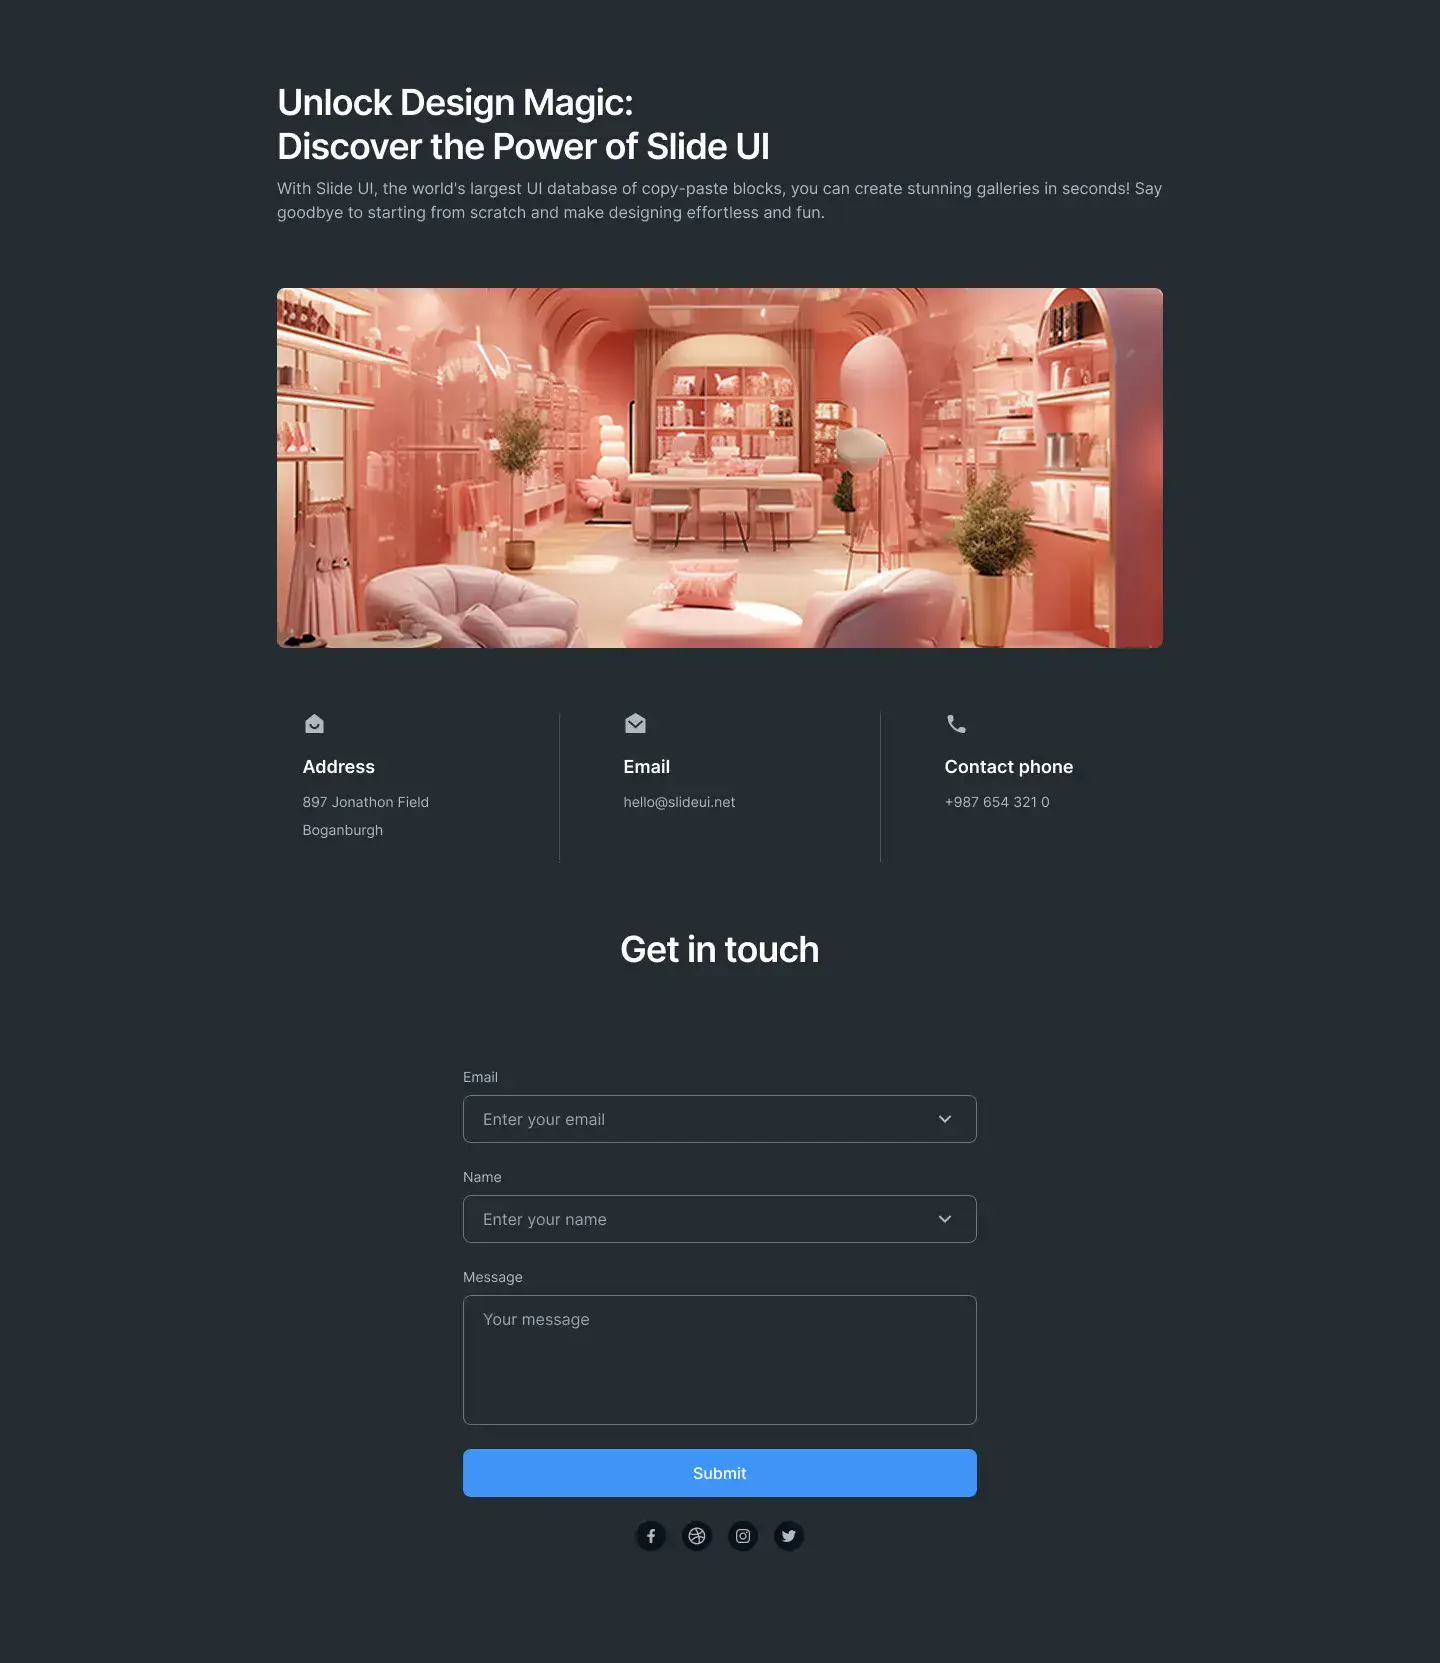 Unlock Design Magic:
Discover the Power of Slide UI
With Slide UI, the world's largest UI database of copy-paste blocks, you can create stunning galleries in seconds! Say
goodbye to starting from scratch and make designing effortless and fun.
Address
897 Jonathon Field
Boganburgh
Email
hello@slideui.net
Contact phone
+987 654 321 0
Get in touch
Email
Enter your email
Name
Enter your name
Message
Your message
Submit